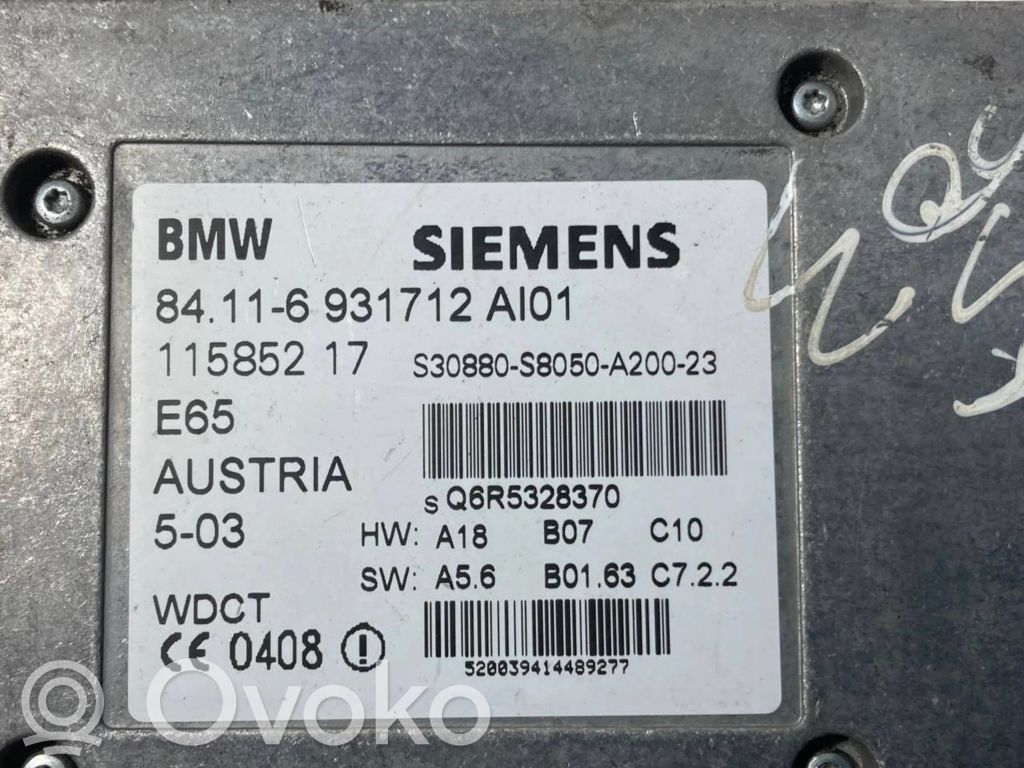 BMW SIEMENS
84.11-6 931712 AI01
115852 17 S30880-S8050-A200-23
E65
AUSTRIA
S Q6R5328370
5-03 HW: A18 B07 C10
SW: A5.6 B01.63 C7.2.2
WDCT
CE 0408
520039414489277
Ovoko